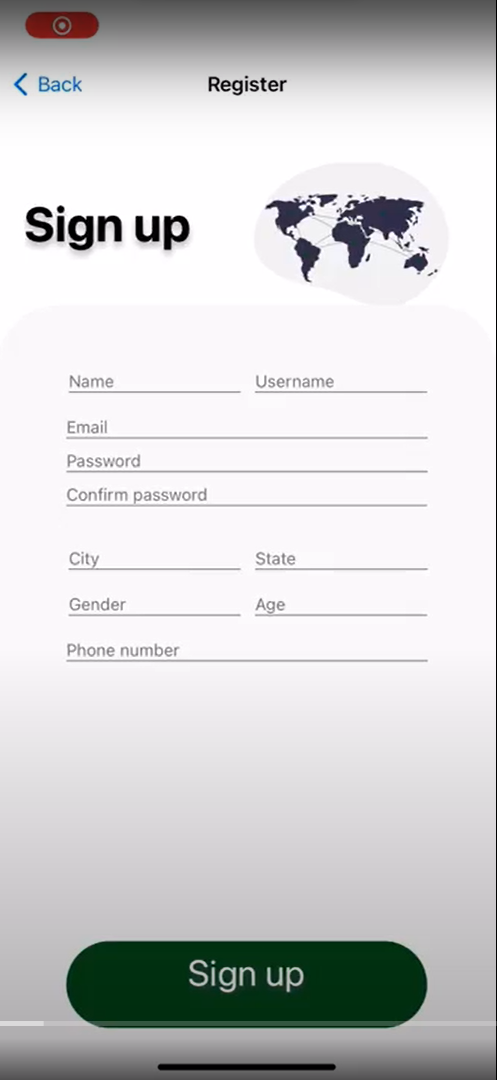 Back Register
Sign up
Name Username
Email
Password
Confirm password
City State
Gender Age
Phone number
Sign up